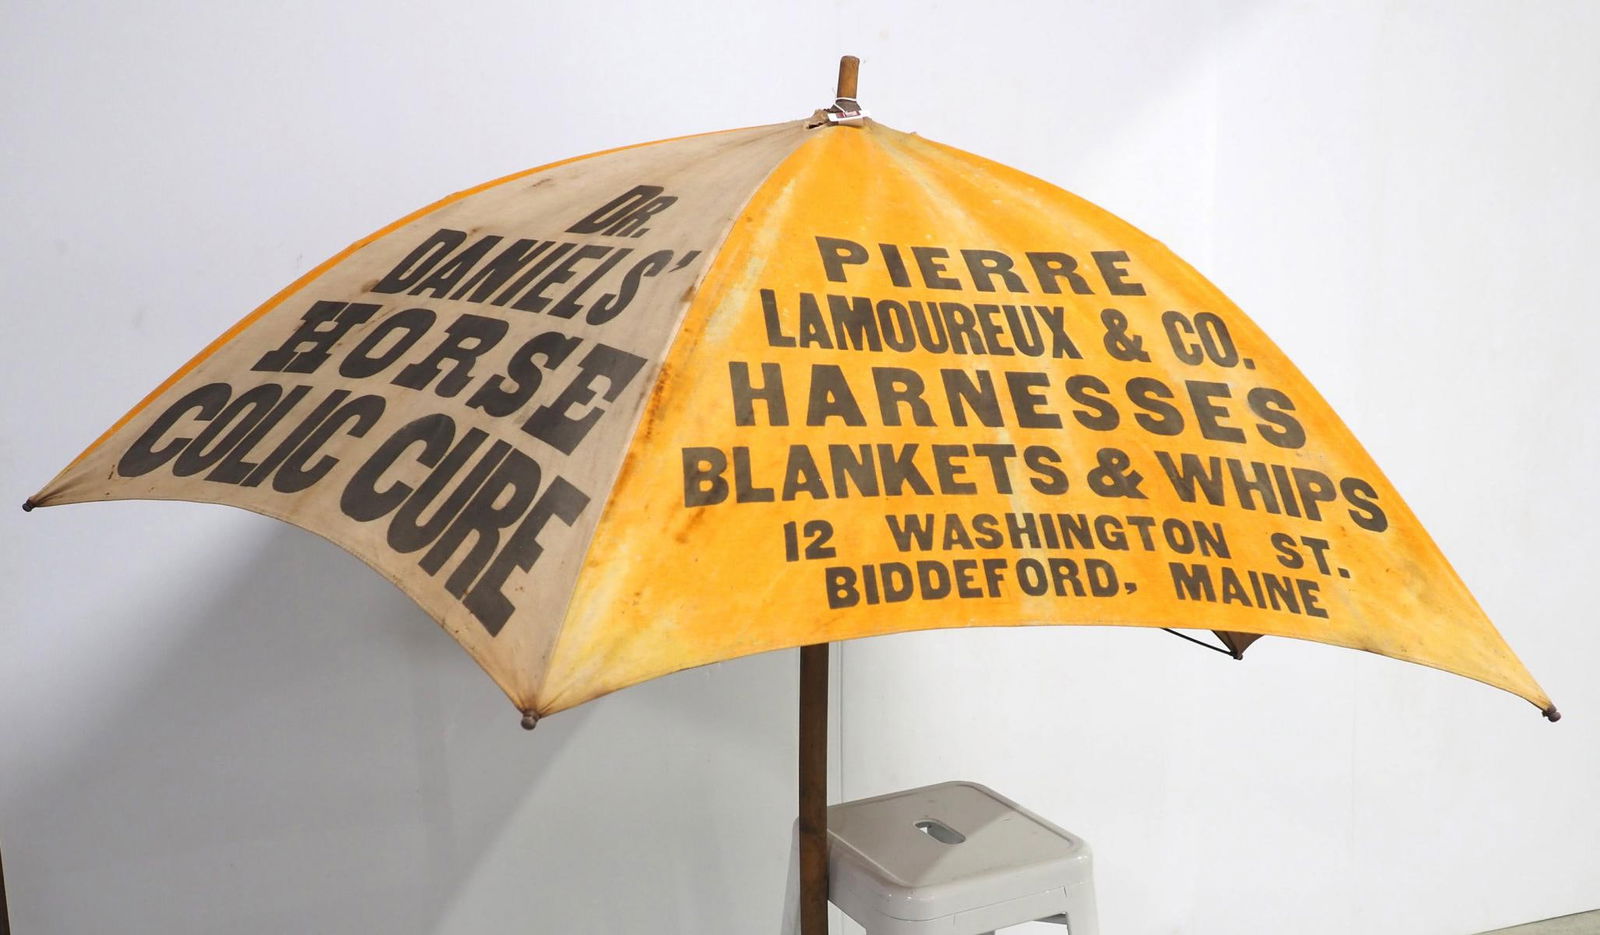 DR.
DANIELS'
HORSE
COLIC CURE
PIERRE
LAMOUREUX & CO.
HARNESSES
BLANKETS & WHIPS
12 WASHINGTON ST.
BIDDEFORD, MAINE